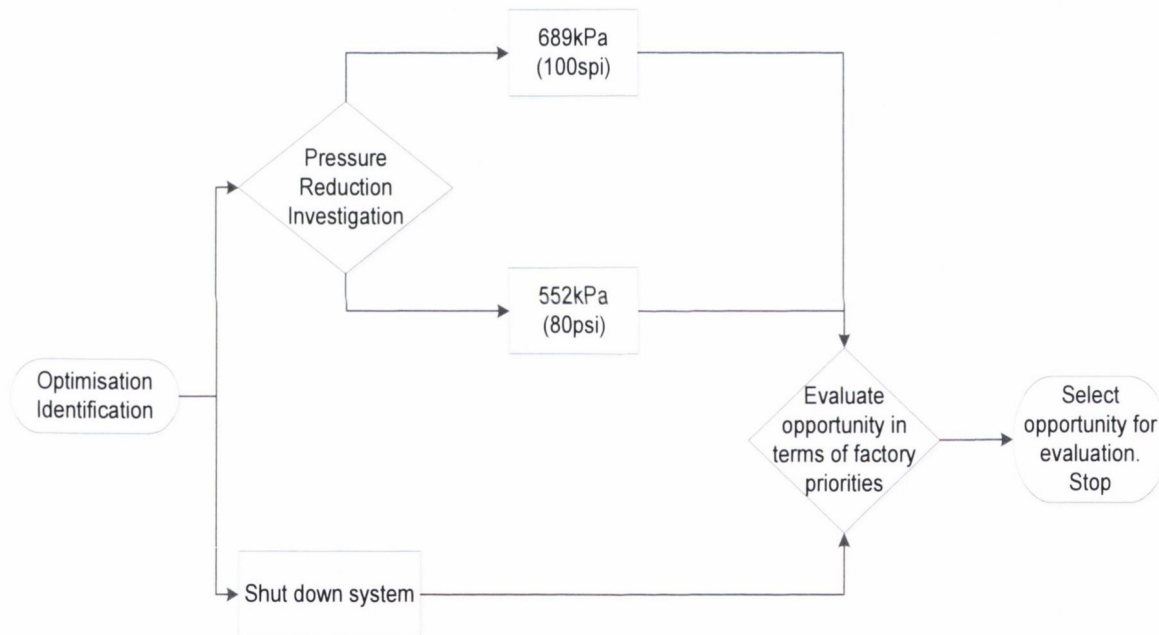 689kPa
(100spi)
Pressure
Reduction
Investigation
552kPa
(80psi)
Optimisation
Identification
Evaluate
opportunity in
terms of factory
priorities
Select
opportunity for
evaluation.
Stop
Shut down system